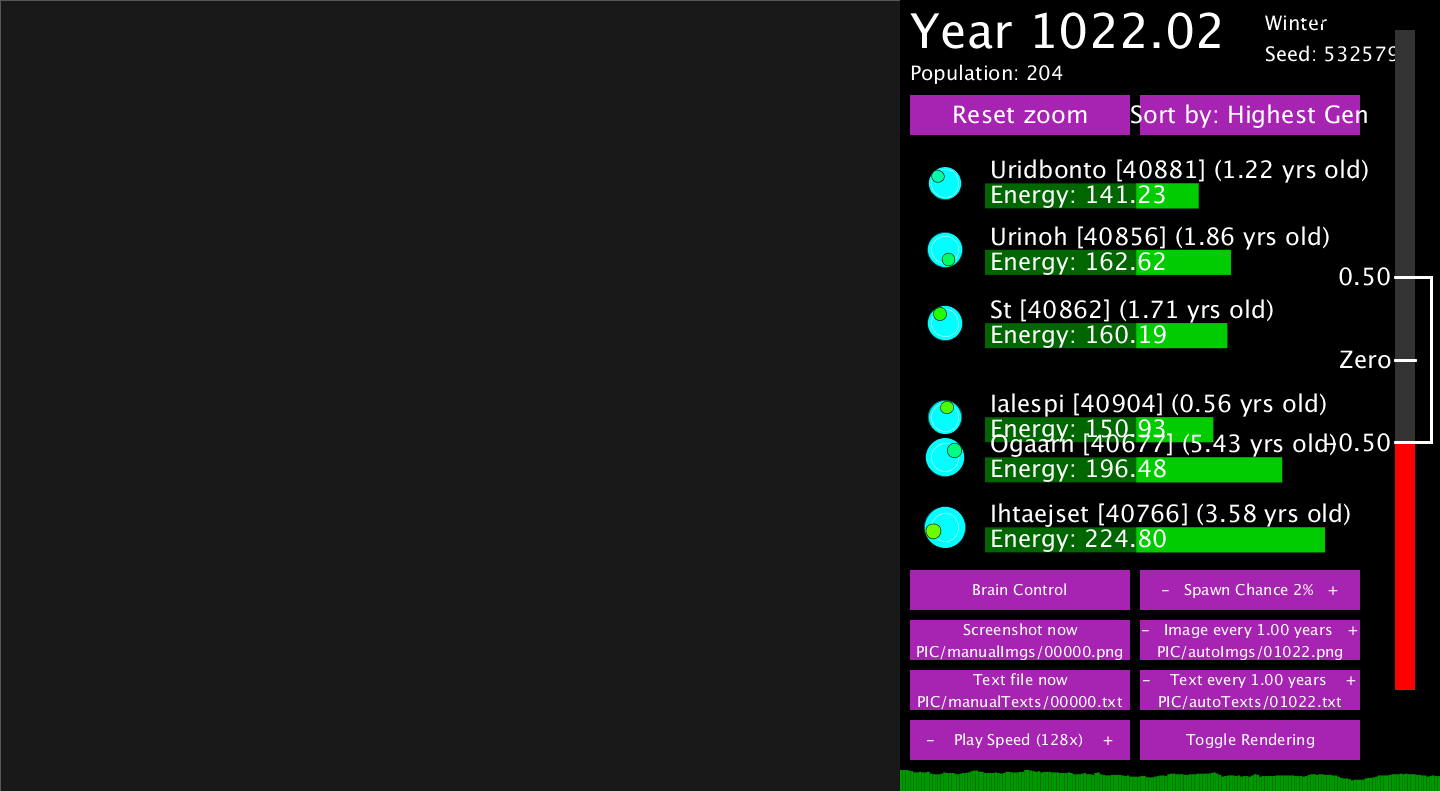 Year 1022.02
Winter
Seed: 532579
Population: 204
Reset zoom
Sort by: Highest Gen
Uridbonto [40881] (1.22 yrs old)
Energy: 141.23
Urinoh [40856] (1.86 yrs old)
Energy: 162.62
0.50
St [40862] (1.71 yrs old)
Energy: 160.19
Zero
Ialespi [40904] (0.56 yrs old)
Energy: 150.93
Ogaarn [40677] (5.43 yrs old)
-0.50
Energy: 196.48
Ihtaejset [40766] (3.58 yrs old)
Energy: 224.80
Brain Control
- Spawn Chance 2% +
Screenshot now
PIC/manualImgs/00000.png
- Image every 1.00 years +
PIC/autoImgs/01022.png
Text file now
PIC/manualTexts/00000.txt
- Text every 1.00 years +
PIC/autoTexts/01022.txt
- Play Speed (128x) +
Toggle Rendering